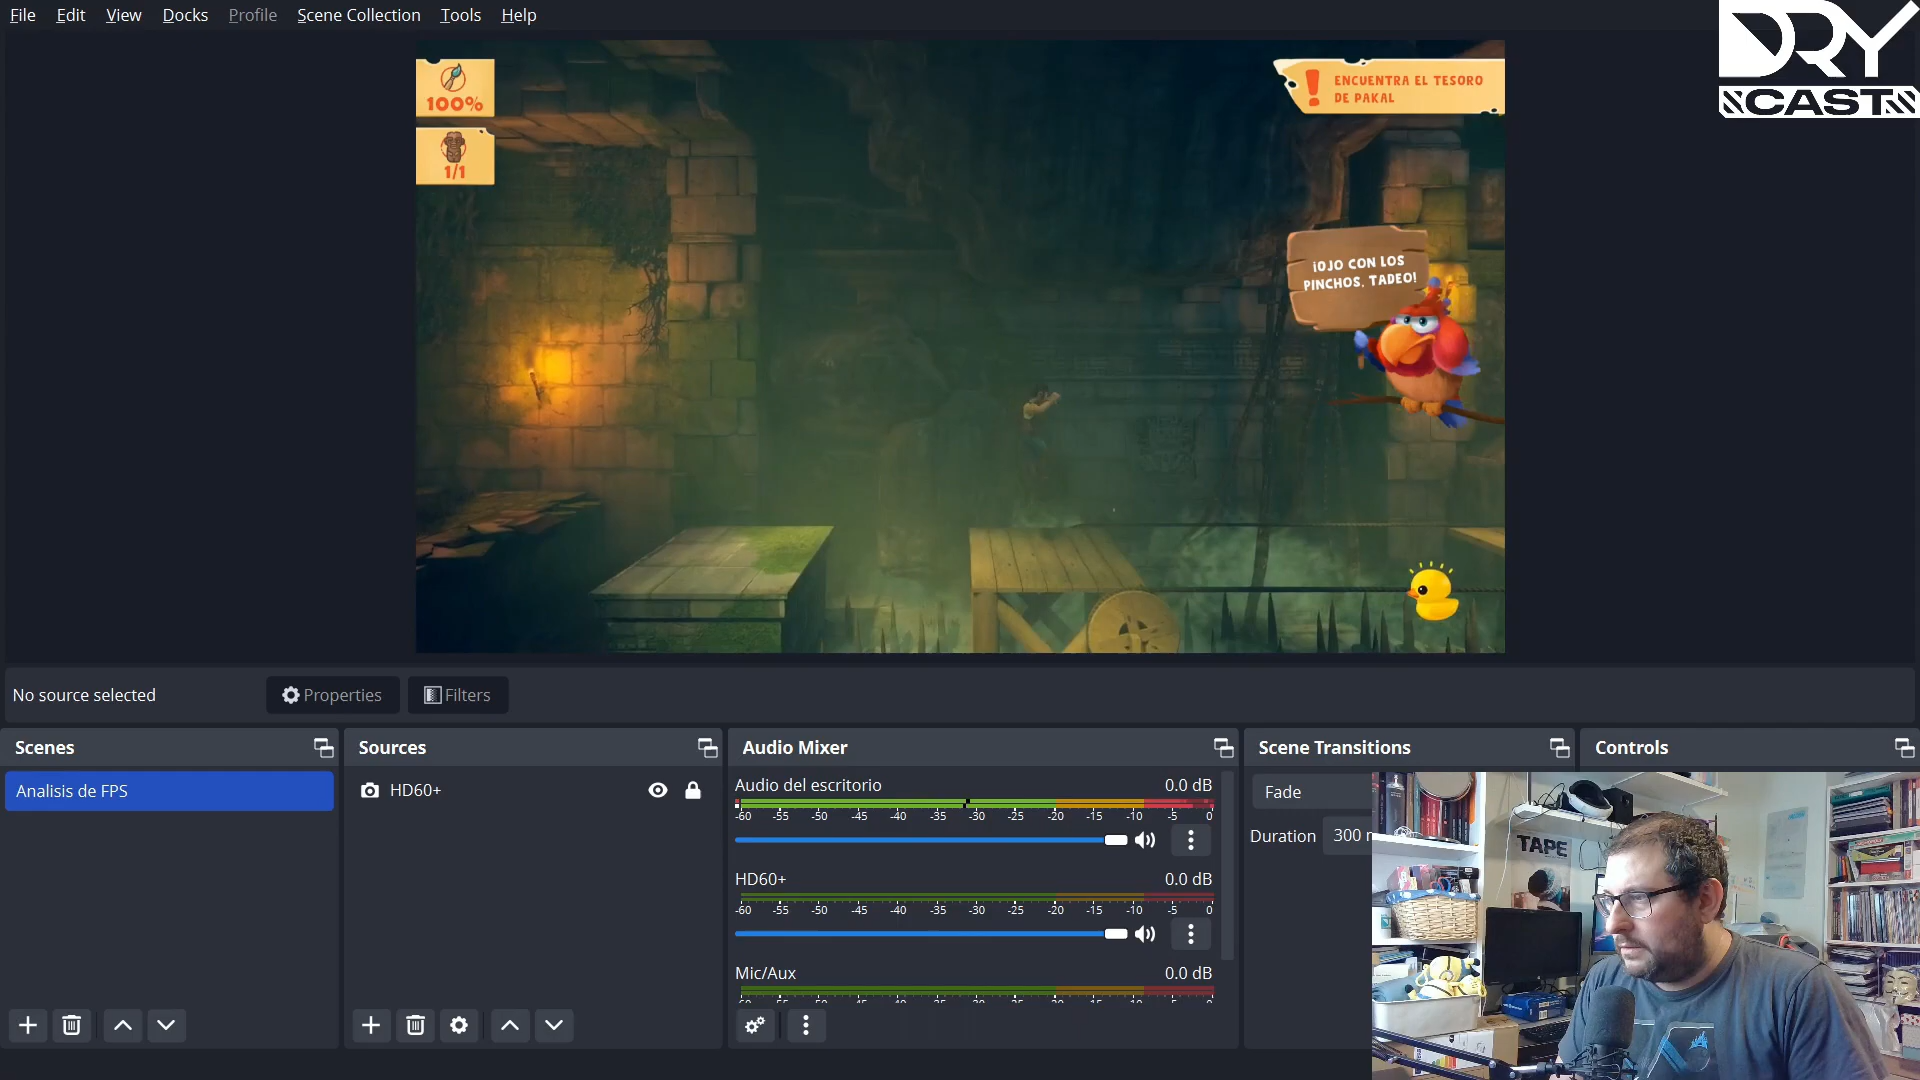 File Edit View Docks Profile Scene Collection Tools Help
DRY
CAST
100%
1/1
ENCUENTRA EL TESORO
DE PAKAL
¡OJO CON LOS
PINCHOS, TADEO!
No source selected Properties Filters
Scenes
Analisis de FPS
Sources
HD60+
Audio Mixer
Audio del escritorio 0.0 dB
-60 -55 -50 -45 -40 -35 -30 -25 -20 -15 -10 -5 0
HD60+ 0.0 dB
-60 -55 -50 -45 -40 -35 -30 -25 -20 -15 -10 -5 0
Mic/Aux 0.0 dB
Scene Transitions
Fade
Duration 300
Controls
TAPE